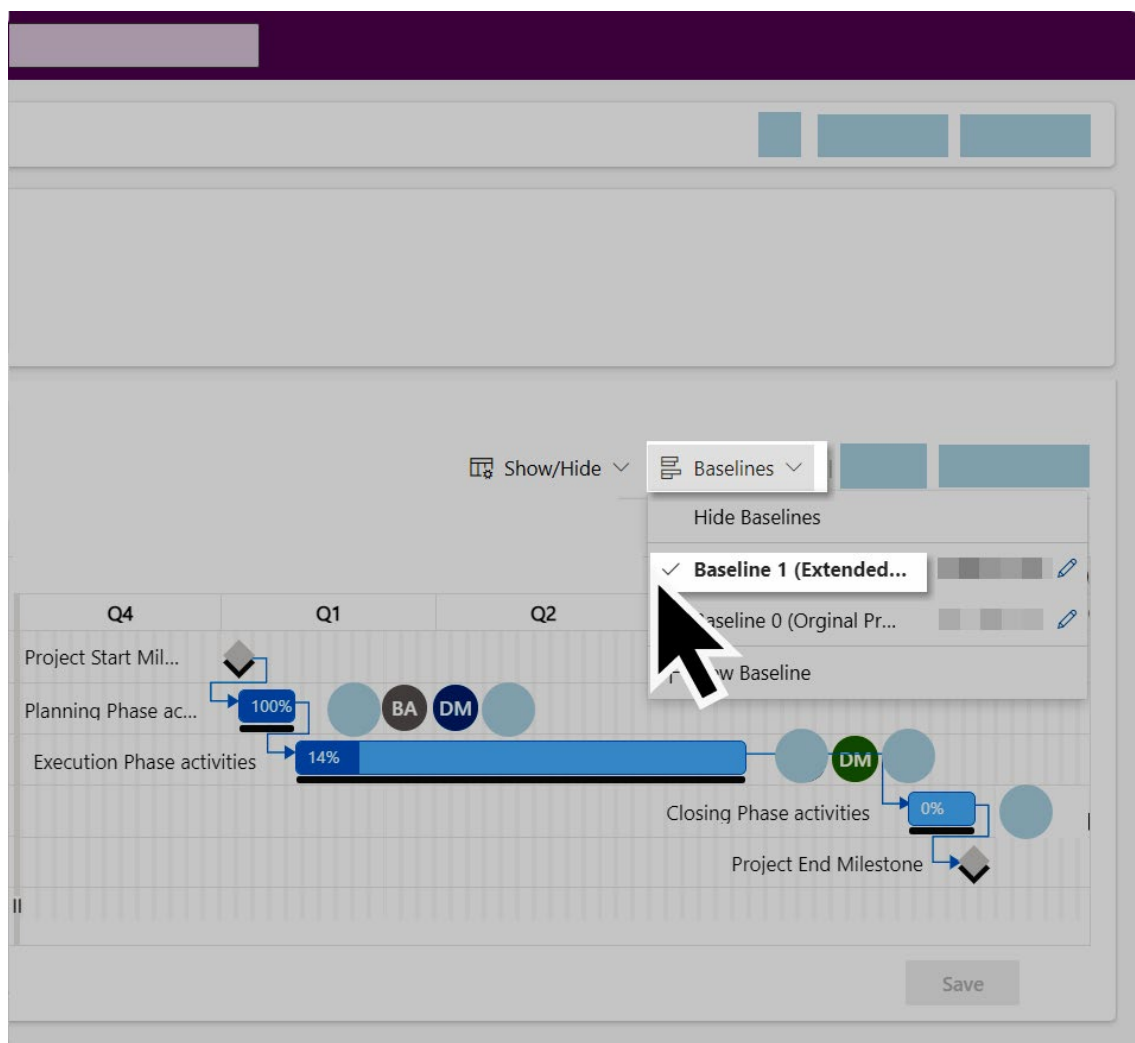 Show/Hide Baselines
Hide Baselines
Baseline 1 (Extended...
Baseline 0 (Orginal Pr...
Baseline
Q4 Q1 Q2
Project Start Mil...
Planning Phase ac... 100% BA DM
Execution Phase activities 14% DM
Closing Phase activities 0%
Project End Milestone
Save